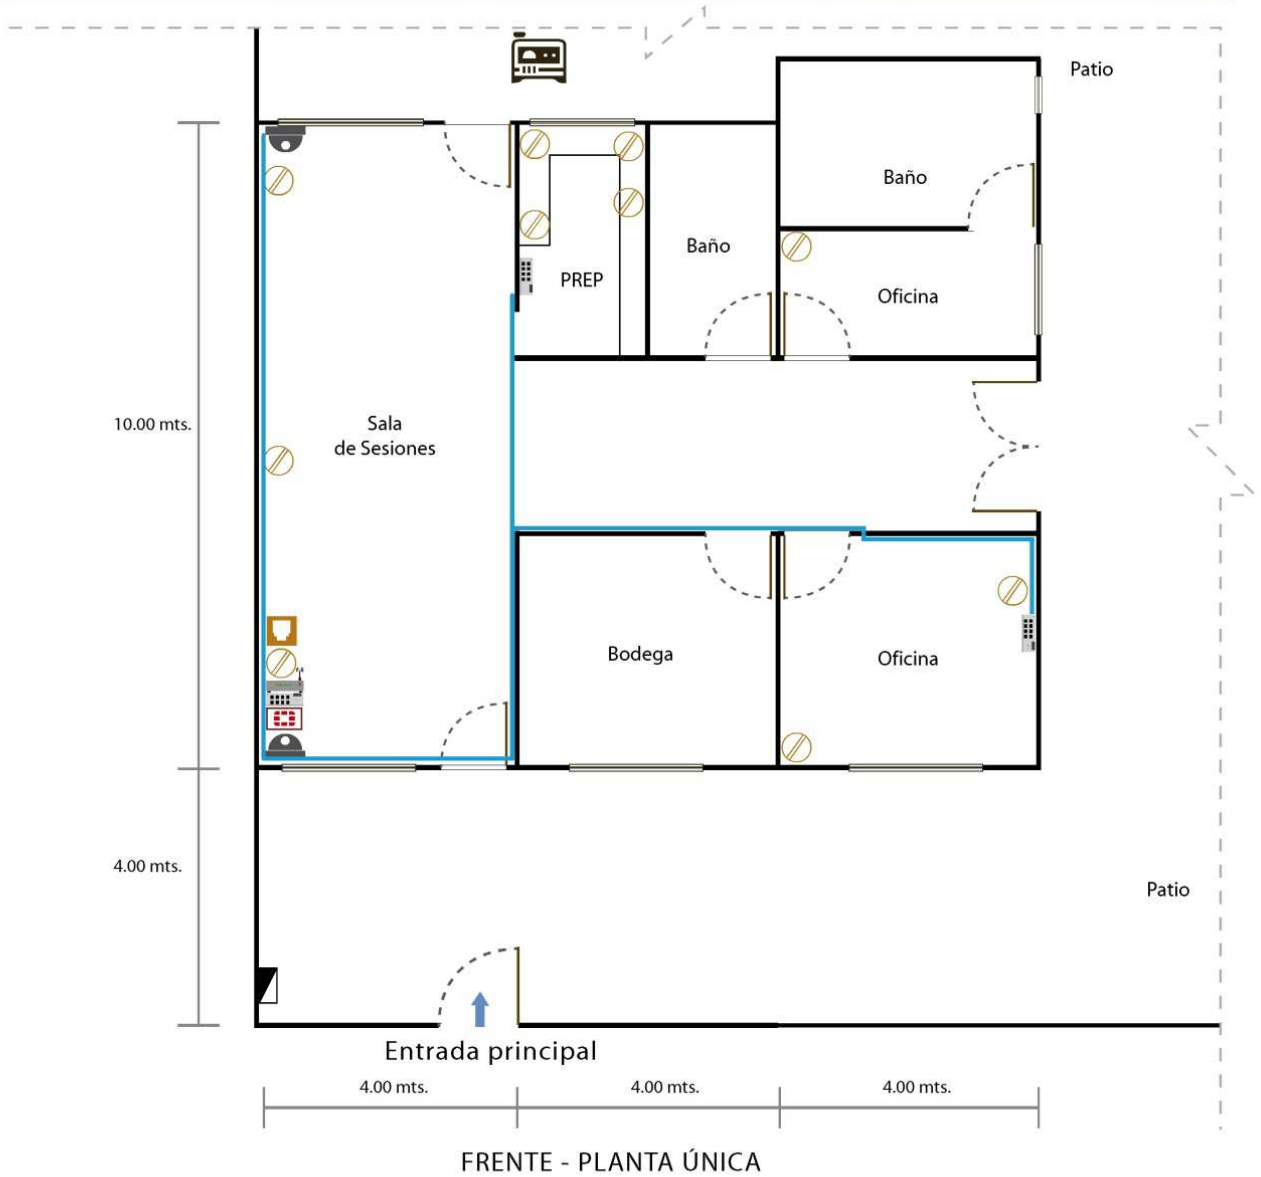 1
Patio
Baño
Baño
PREP
Oficina
10.00 mts.
Sala
de Sesiones
Bodega
Oficina
4.00 mts.
Patio
Entrada principal
4.00 mts.
4.00 mts.
4.00 mts.
FRENTE - PLANTA ÚNICA